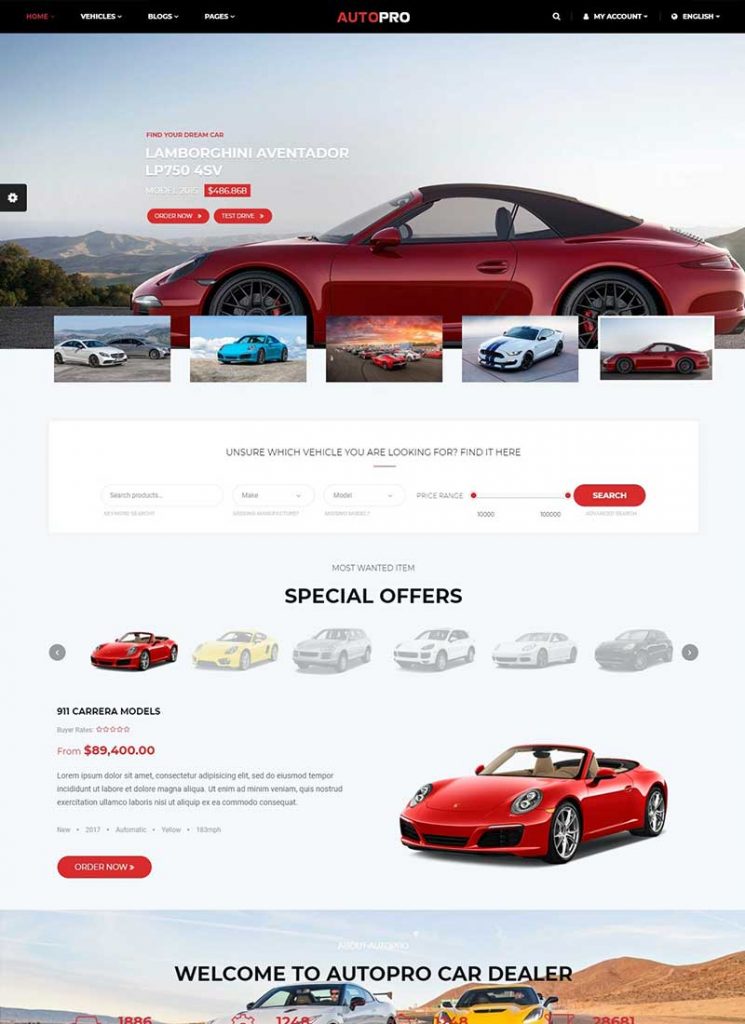 HOME VEHICLES BLOGS PAGES AUTOPRO MY ACCOUNT ENGLISH
FIND YOUR DREAM CAR
LAMBORGHINI AVENTADOR
LP750 4SV
MODEL 2015 $486.868
ORDER NOW » TEST DRIVE »
UNSURE WHICH VEHICLE YOU ARE LOOKING FOR? FIND IT HERE
Search products... Make Model PRICE RANGE SEARCH
KEYWORD SEARCH? MISSING MANUFACTURE? MISSING MODEL? 10000 100000 ADVANCED SEARCH
MOST WANTED ITEM
SPECIAL OFFERS
911 CARRERA MODELS
Buyer Rates:
From $89,400.00
Lorem ipsum dolor sit amet, consectetur adipisicing elit, sed do eiusmod tempor
incididunt ut labore et dolore magna aliqua. Ut enim ad minim veniam, quis nostrud
exercitation ullamco laboris nisi ut aliquip ex ea commodo consequat.
New • 2017 • Automatic • Yellow • 183mph
ORDER NOW »
ABOUT AUTOPRO
WELCOME TO AUTOPRO CAR DEALER
1886 1248 1248 28681